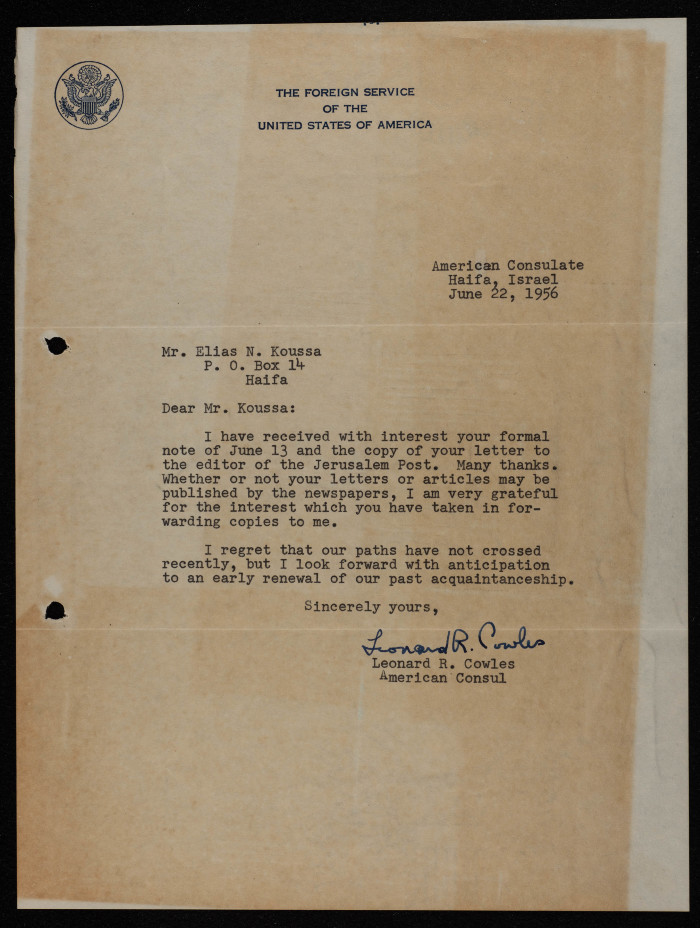 THE FOREIGN SERVICE
OF THE
UNITED STATES OF AMERICA
American Consulate
Haifa, Israel
June 22, 1956
Mr. Elias N. Koussa
P. O. Box 14
Haifa
Dear Mr. Koussa:
I have received with interest your formal
note of June 13 and the copy of your letter to
the editor of the Jerusalem Post. Many thanks.
Whether or not your letters or articles may be
published by the newspapers, I am very grateful
for the interest which you have taken in for-
warding copies to me.
I regret that our paths have not crossed
recently, but I look forward with anticipation
to an early renewal of our past acquaintanceship.
Sincerely yours,
Leonard R. Cowles
Leonard R. Cowles
American Consul